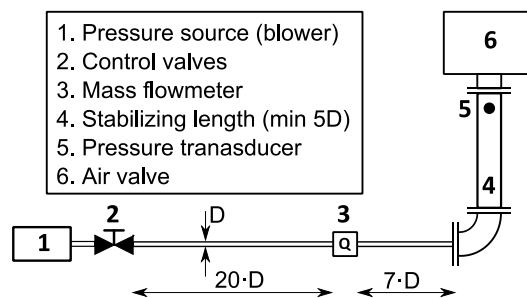 1. Pressure source (blower)
2. Control valves
3. Mass flowmeter
4. Stabilizing length (min 5D)
5. Pressure tranasducer
6. Air valve
6
5
4
2
D
3
1
Q
20·D
7·D